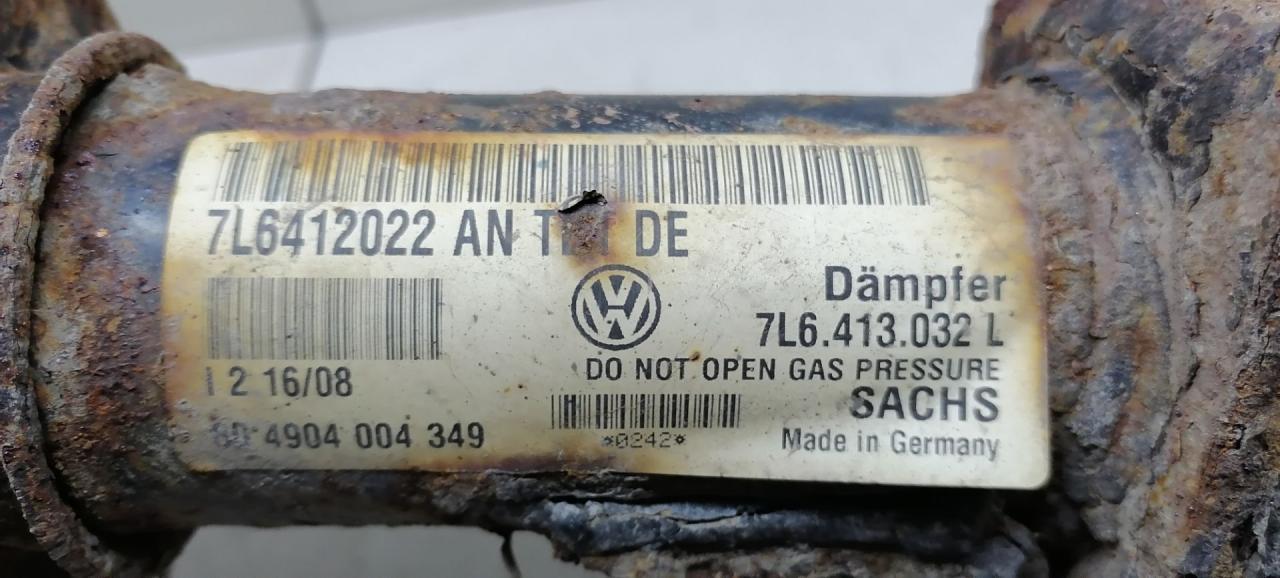 7L6412022 AN DE
Dämpfer
7L6.413.032 L
DO NOT OPEN GAS PRESSURE
SACHS
Made in Germany
I 2 16/08
4904 004 349
*0242*